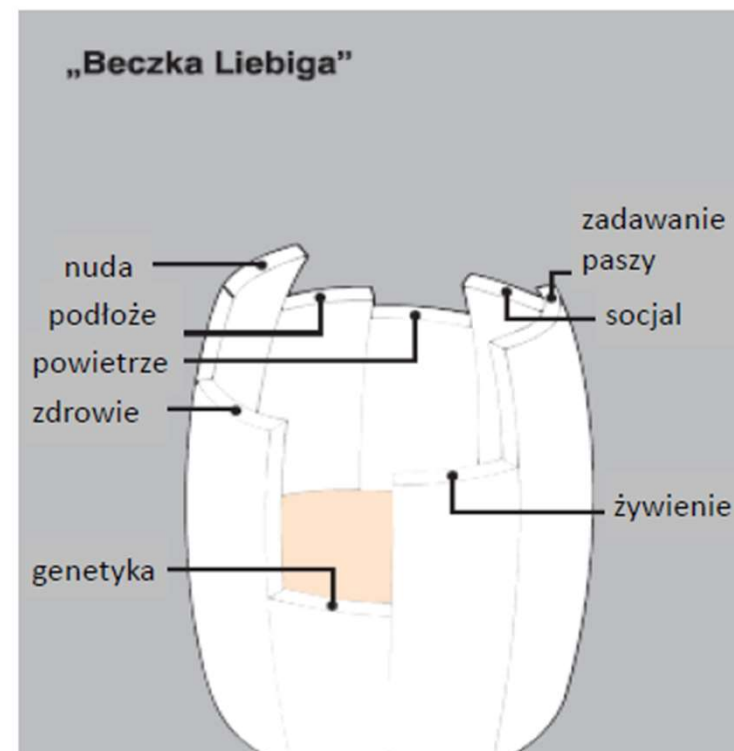 „Beczka Liebiga”
nuda
podłoże
powietrze
zdrowie
genetyka
zadawanie
paszy
socjal
żywienie